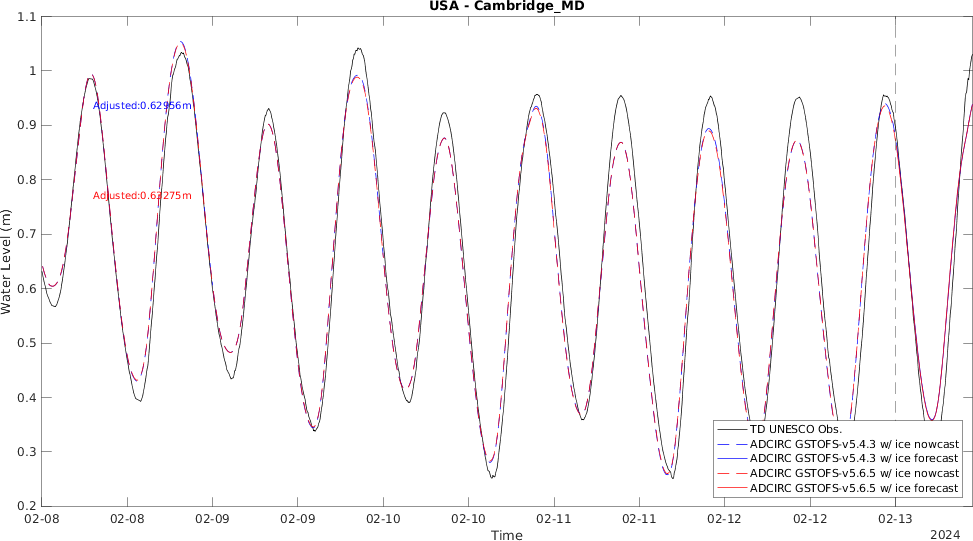 USA - Cambridge_MD
1.1
1
0.9
0.8
0.7
0.6
0.5
0.4
0.3
0.2
Water Level (m)
Adjusted:0.62956m
Adjusted:0.62275m
TD UNESCO Obs.
ADCIRC GSTOFS-v5.4.3 w/ ice nowcast
ADCIRC GSTOFS-v5.4.3 w/ ice forecast
ADCIRC GSTOFS-v5.6.5 w/ ice nowcast
ADCIRC GSTOFS-v5.6.5 w/ ice forecast
02-08 02-08 02-09 02-09 02-10 02-10 02-11 02-11 02-12 02-12 02-13
Time
2024